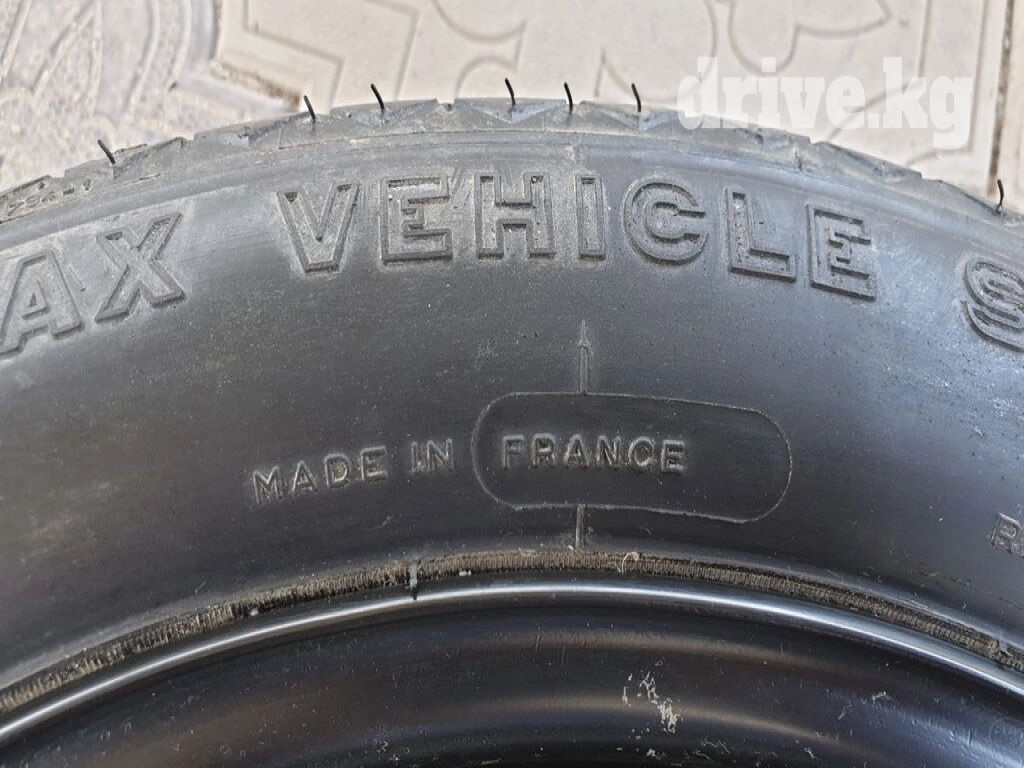 drive.kg
AX VEHICLE S
MADE IN FRANCE
R